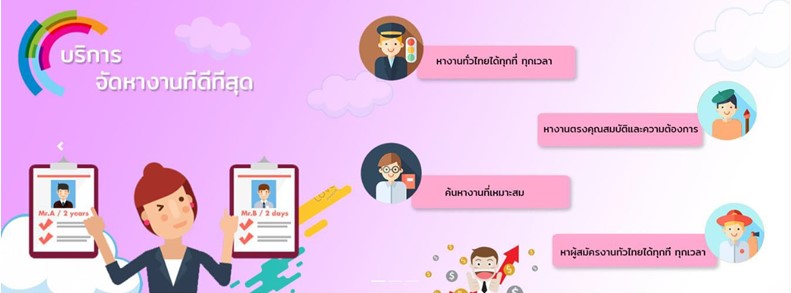 บริการ
จัดหางานที่ดีที่สุด
หางานทั่วไทยได้ทุกที่ ทุกเวลา
หางานตรงคุณสมบัติและความต้องการ
ค้นหางานที่เหมาะสม
หาผู้สมัครงานทั่วไทยได้ทุกที่ ทุกเวลา
Mr.A / 2 years
Mr.B / 2 days